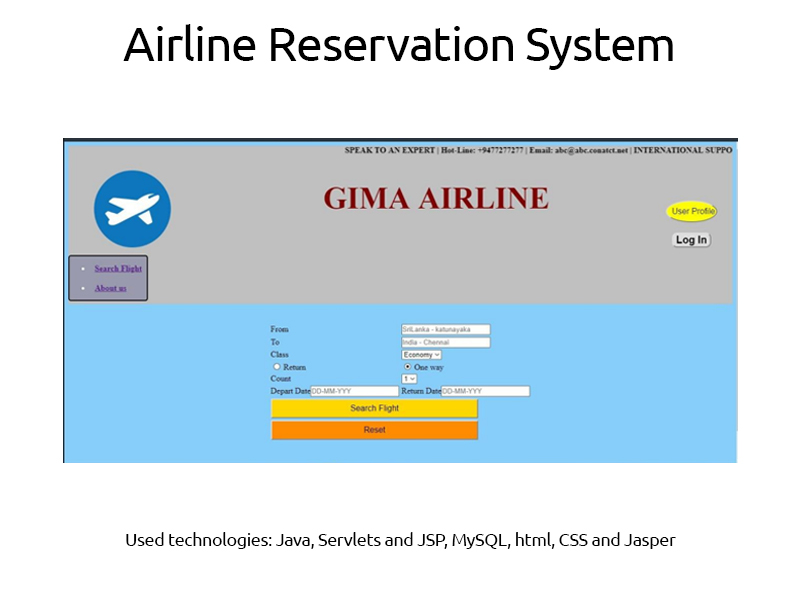 Airline Reservation System
SPEAK TO AN EXPERT | Hot-Line: +9477277277 | Email: abc@abc.conatct.net | INTERNATIONAL SUPPO
GIMA AIRLINE
User Profile
Log In
Search Flight
About us
From SriLanka - katunayaka
To India - Chennai
Class Economy
Return One way
Count 1
Depart Date DD-MM-YYY Return Date DD-MM-YYY
Search Flight
Reset
Used technologies: Java, Servlets and JSP, MySQL, html, CSS and Jasper